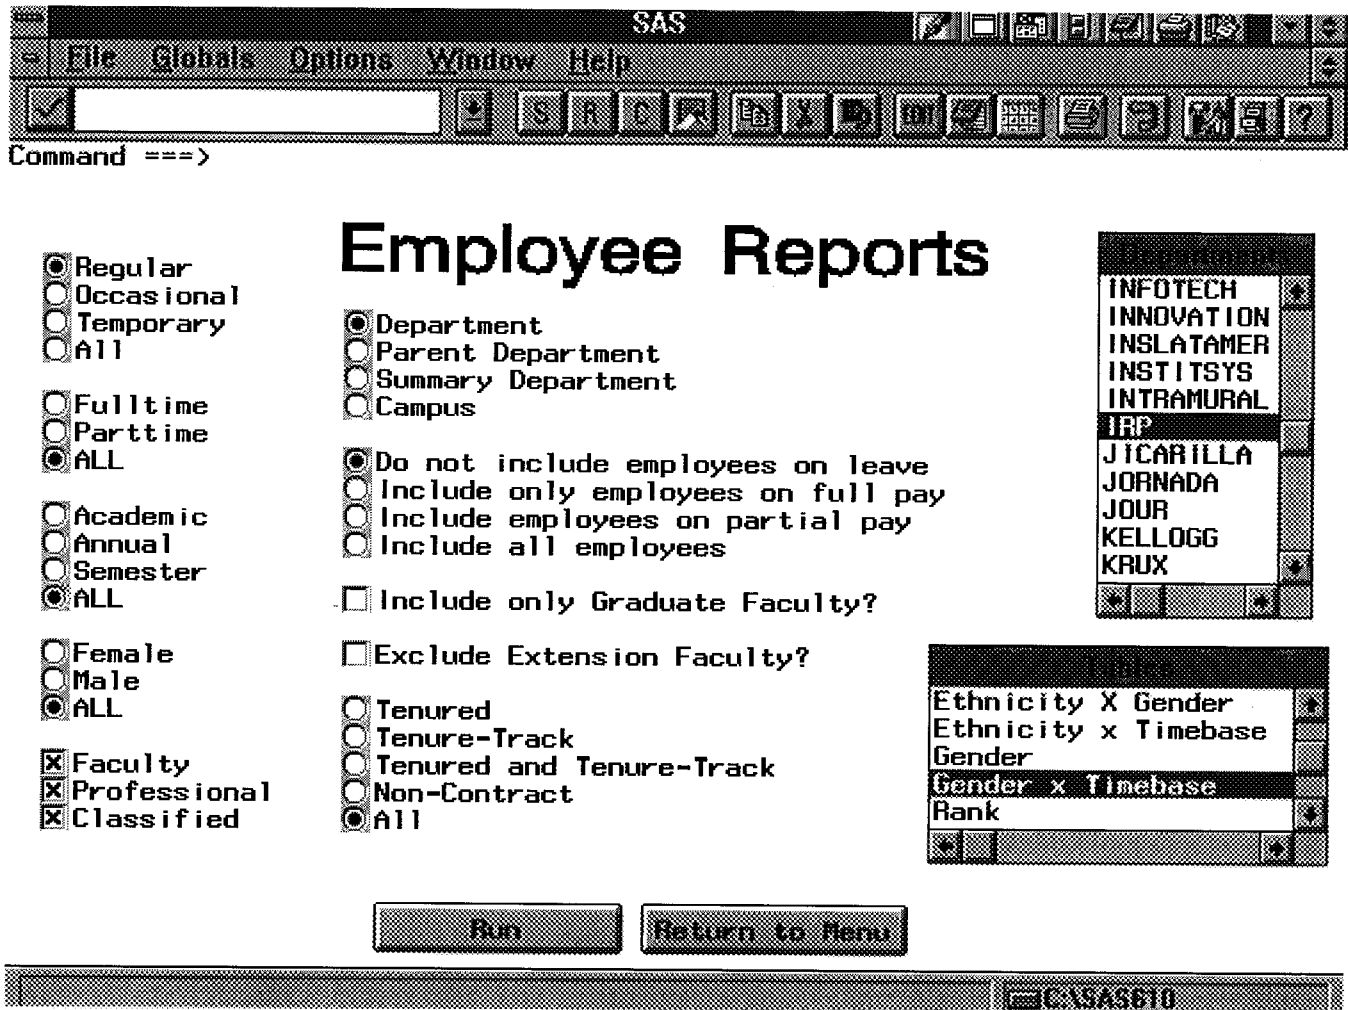 SAS
File Globals Options Window Help
S R C EDIT ?
Command ===>
Employee Reports
Regular
Occasional
Temporary
All
Fulltime
Parttime
ALL
Academic
Annual
Semester
ALL
Female
Male
ALL
Faculty
Professional
Classified
Department
Parent Department
Summary Department
Campus
Do not include employees on leave
Include only employees on full pay
Include employees on partial pay
Include all employees
Include only Graduate Faculty?
Exclude Extension Faculty?
Tenured
Tenure-Track
Tenured and Tenure-Track
Non-Contract
All
Department
INFOTECH
INNOVATION
INSLATAMER
INSTITSYS
INTRAMURAL
IRP
JICARILLA
JORNADA
JOUR
KELLOGG
KRUX
Tables
Ethnicity X Gender
Ethnicity x Timebase
Gender
Gender x Timebase
Rank
Run
Return to Menu
C:\SAS610